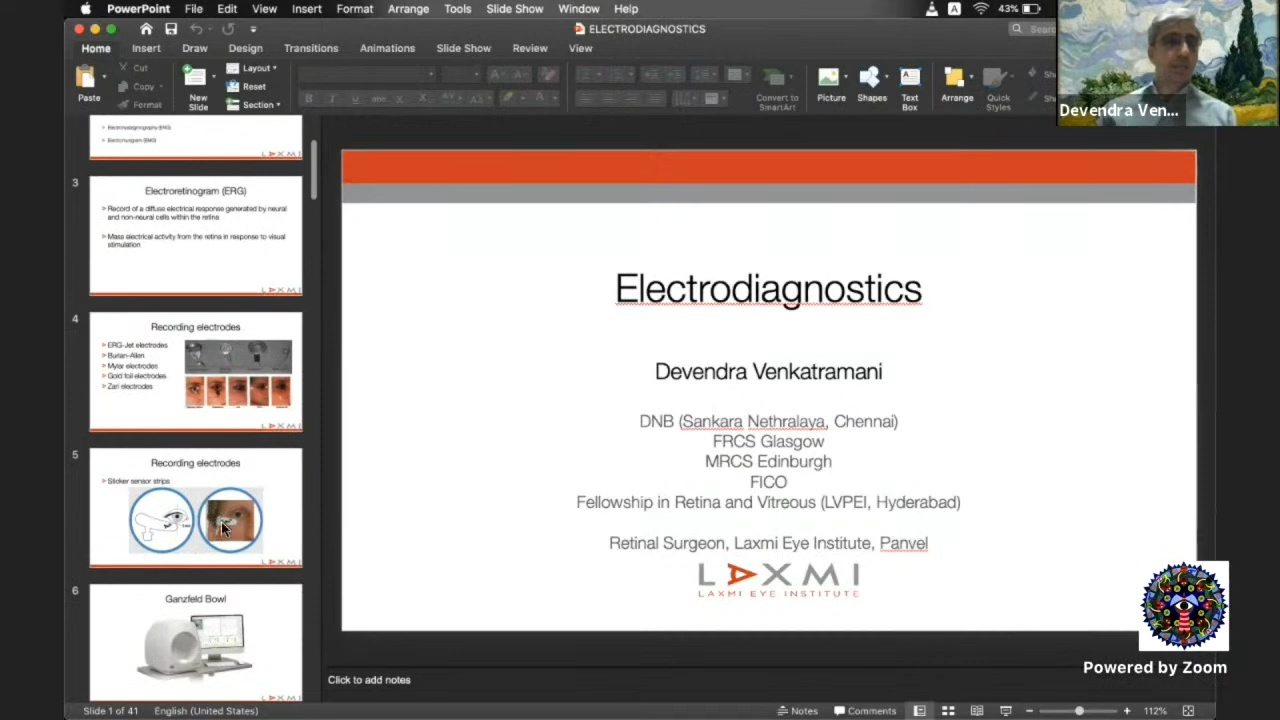 PowerPoint File Edit View Insert Format Arrange Tools Slide Show Window Help A 43%
ELECTRODIAGNOSTICS
Home Insert Draw Design Transitions Animations Slide Show Review View
Paste
Cut
Copy
Format
New Slide
Layout
Reset
Section
Convert to SmartArt
Picture
Shapes
Text Box
Arrange
Quick Styles
Devendra Ven...
LAXMI
3
Electroretinogram (ERG)
Record of a diffuse electrical response generated by neural
and non-neural cells within the retina
Mass electrical activity from the retina in response to visual
stimulation
LAXMI
4
Recording electrodes
ERG-Jet electrodes
Burian-Allen
Mylar electrodes
Gold foil electrodes
Zari electrodes
LAXMI
5
Recording electrodes
Sticker sensor strips
LAXMI
6
Ganzfeld Bowl
LAXMI
Electrodiagnostics
Devendra Venkatramani
DNB (Sankara Nethralaya, Chennai)
FRCS Glasgow
MRCS Edinburgh
FICO
Fellowship in Retina and Vitreous (LVPEI, Hyderabad)
Retinal Surgeon, Laxmi Eye Institute, Panvel
LAXMI
LAXMI EYE INSTITUTE
Powered by Zoom
Click to add notes
Slide 1 of 41 English (United States) Notes Comments 112%